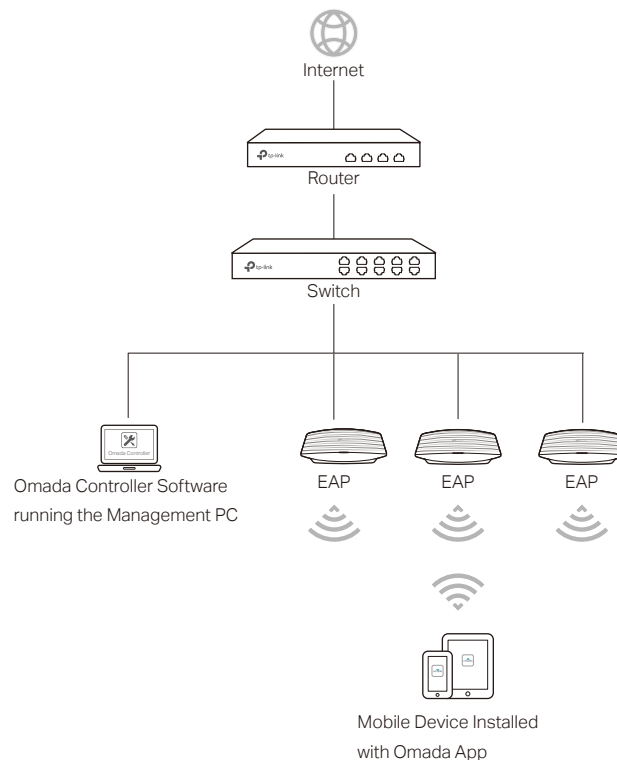 Internet
tp-link
Router
tp-link
Switch
Omada Controller
Omada Controller Software
running the Management PC
EAP
EAP
EAP
Mobile Device Installed
with Omada App